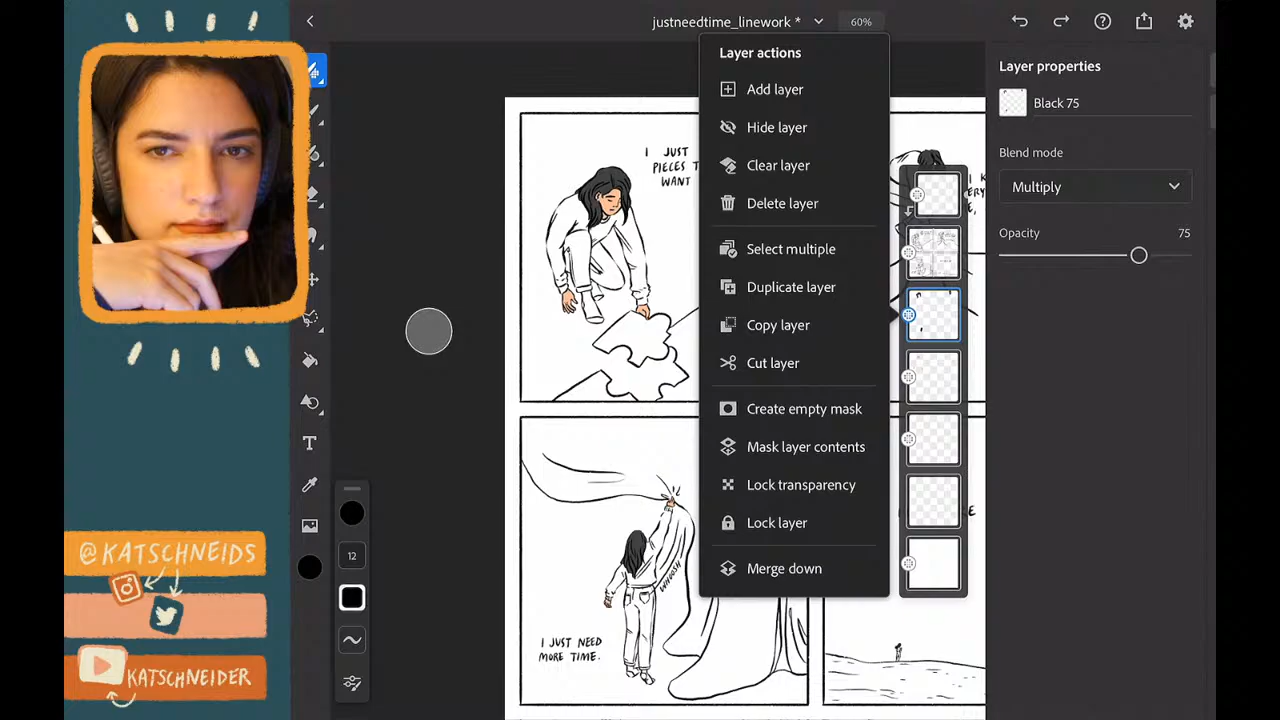 justneedtime_linework *
60%
Layer actions
Add layer
Hide layer
Clear layer
Delete layer
Select multiple
Duplicate layer
Copy layer
Cut layer
Create empty mask
Mask layer contents
Lock transparency
Lock layer
Merge down
Layer properties
Black 75
Blend mode
Multiply
Opacity
75
I JUST
PIECES
WANT
WHOOSH
I JUST NEED
MORE TIME.
T
12
@KATSCHNEIDS
KATSCHNEIDER